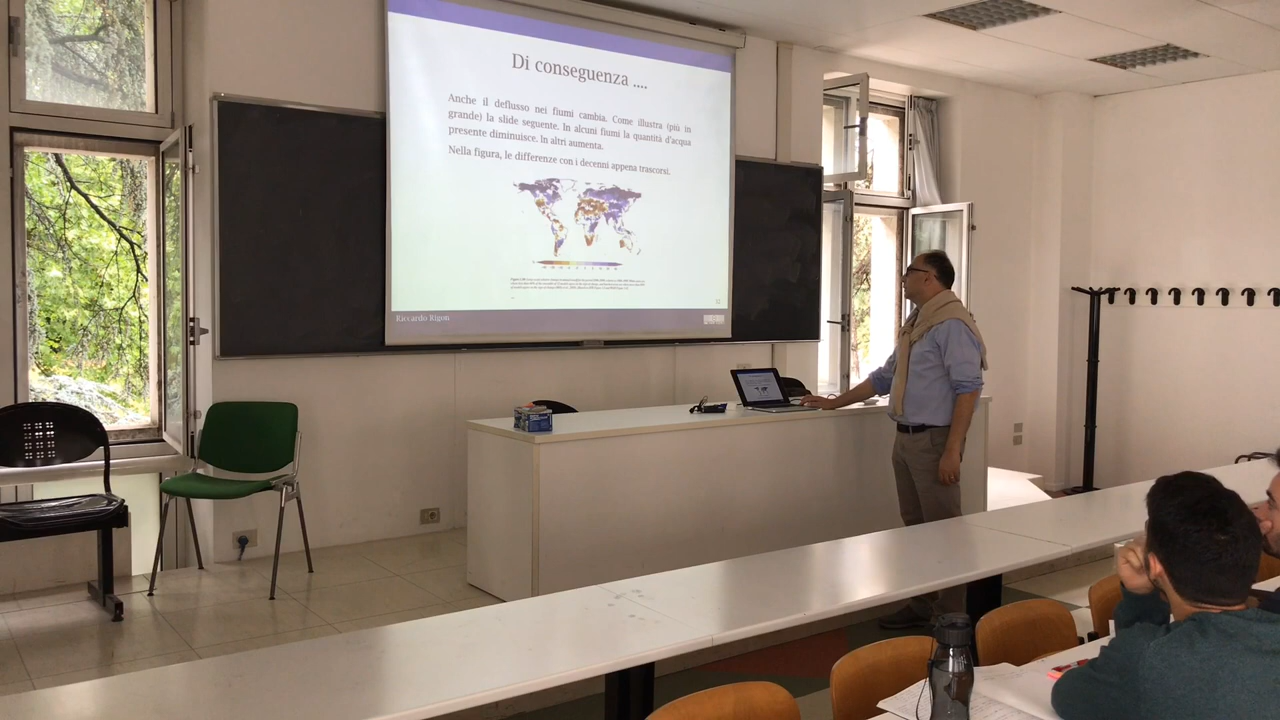 Di conseguenza ....
Anche il deflusso nei fiumi cambia. Come illustra (più in
grande) la slide seguente. In alcuni fiumi la quantità d'acqua
presente diminuisce. In altri aumenta.
Nella figura, le differenze con i decenni appena trascorsi.
Riccardo Rigon